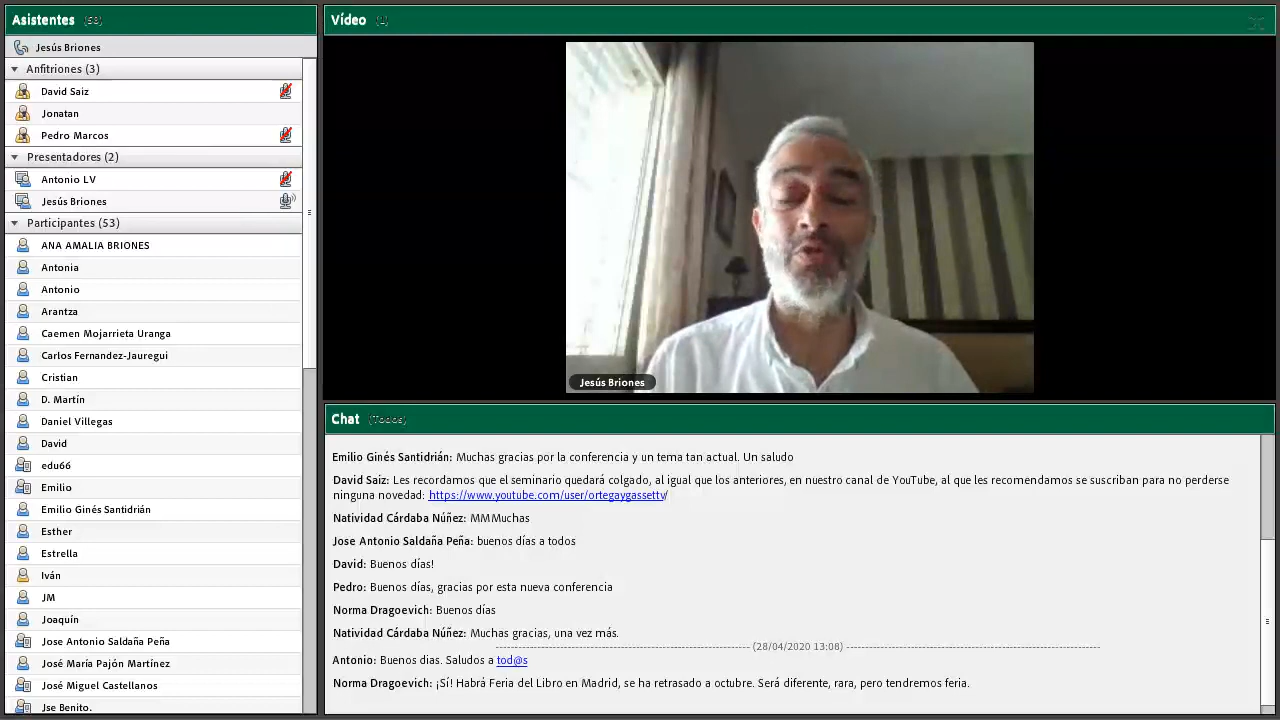 Asistentes (58)
Jesús Briones
Anfitriones (3)
David Saiz
Jonatan
Pedro Marcos
Presentadores (2)
Antonio LV
Jesús Briones
Participantes (53)
ANA AMALIA BRIONES
Antonia
Antonio
Arantza
Caemen Mojarrieta Uranga
Carlos Fernandez-Jauregui
Cristian
D. Martín
Daniel Villegas
David
edu66
Emilio
Emilio Ginés Santidrián
Esther
Estrella
Iván
JM
Joaquín
Jose Antonio Saldaña Peña
José María Pajón Martínez
José Miguel Castellanos
Jse Benito.
Vídeo (1)
Jesús Briones
Chat (Todos)
Emilio Ginés Santidrián: Muchas gracias por la conferencia y un tema tan actual. Un saludo
David Saiz: Les recordamos que el seminario quedará colgado, al igual que los anteriores, en nuestro canal de YouTube, al que les recomendamos se suscriban para no perderse
ninguna novedad: https://www.youtube.com/user/ortegaygassettv/
Natividad Cárdaba Núñez: MMMuchas
Jose Antonio Saldaña Peña: buenos días a todos
David: Buenos días!
Pedro: Buenos días, gracias por esta nueva conferencia
Norma Dragoevich: Buenos días
Natividad Cárdaba Núñez: Muchas gracias, una vez más.
(28/04/2020 13:08)
Antonio: Buenos dias. Saludos a tod@s
Norma Dragoevich: ¡Sí! Habrá Feria del Libro en Madrid, se ha retrasado a octubre. Será diferente, rara, pero tendremos feria.